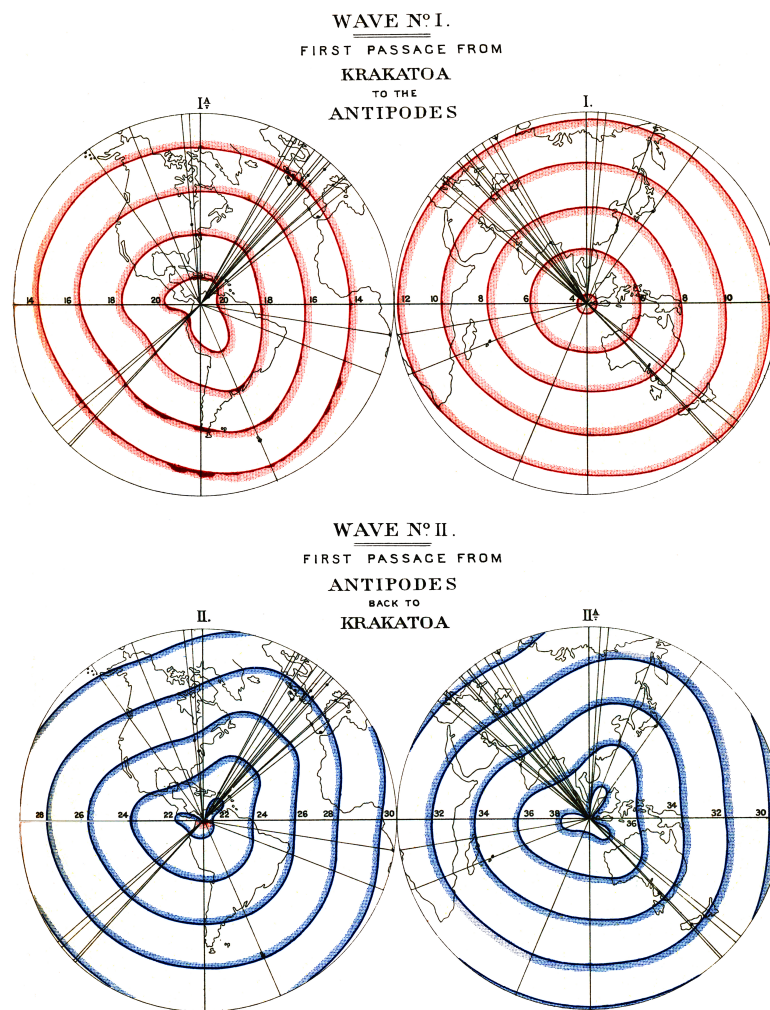 WAVE Nº I.
FIRST PASSAGE FROM
KRAKATOA
TO THE
ANTIPODES
IA.
I.
14 16 18 20 20 18 16 14
12 10 8 6 4 6 8 10
WAVE Nº II.
FIRST PASSAGE FROM
ANTIPODES
BACK TO
KRAKATOA
II.
IIA.
28 26 24 22 22 24 26 28 30
32 34 36 38 36 34 32 30